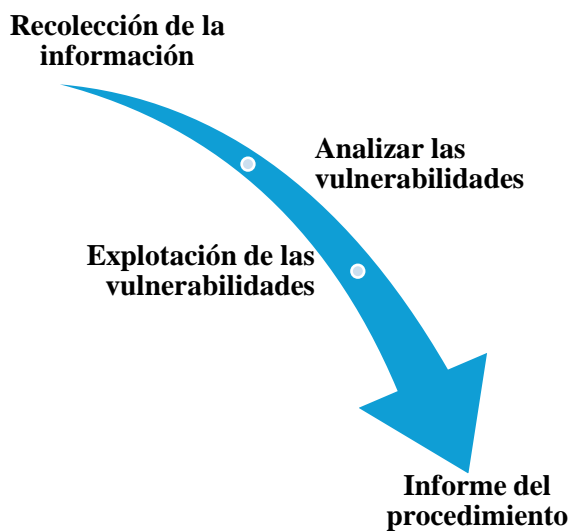 Recolección de la
información
Analizar las
vulnerabilidades
Explotación de las
vulnerabilidades
Informe del
procedimiento